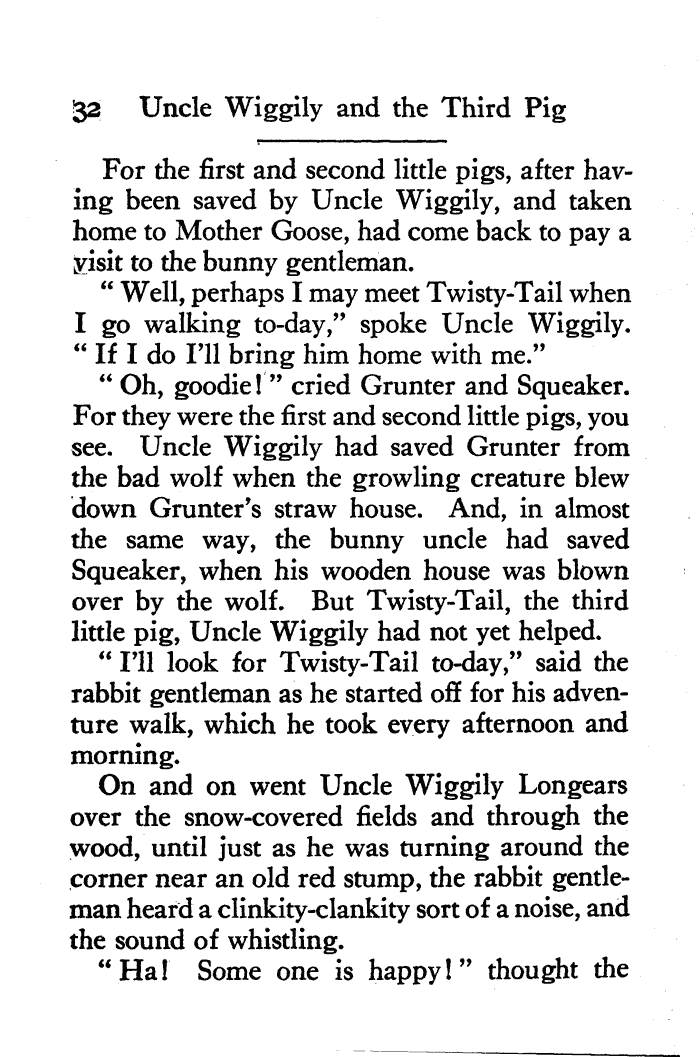 32 Uncle Wiggily and the Third Pig
For the first and second little pigs, after hav-
ing been saved by Uncle Wiggily, and taken
home to Mother Goose, had come back to pay a
visit to the bunny gentleman.
“ Well, perhaps I may meet Twisty-Tail when
I go walking to-day,” spoke Uncle Wiggily.
“ If I do I’ll bring him home with me.”
“ Oh, goodie! ” cried Grunter and Squeaker.
For they were the first and second little pigs, you
see. Uncle Wiggily had saved Grunter from
the bad wolf when the growling creature blew
down Grunter’s straw house. And, in almost
the same way, the bunny uncle had saved
Squeaker, when his wooden house was blown
over by the wolf. But Twisty-Tail, the third
little pig, Uncle Wiggily had not yet helped.
“ I’ll look for Twisty-Tail to-day,” said the
rabbit gentleman as he started off for his adven-
ture walk, which he took every afternoon and
morning.
On and on went Uncle Wiggily Longears
over the snow-covered fields and through the
wood, until just as he was turning around the
corner near an old red stump, the rabbit gentle-
man heard a clinkity-clankity sort of a noise, and
the sound of whistling.
“ Ha! Some one is happy! ” thought the